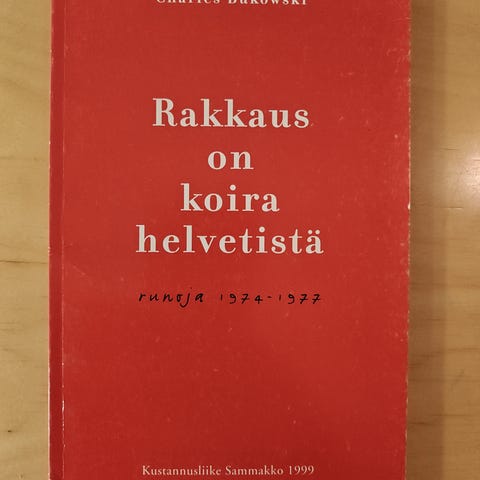 Charles Bukowski
Rakkaus
on
koira
helvetistä
runoja 1974-1977
Kustannusliike Sammakko 1999